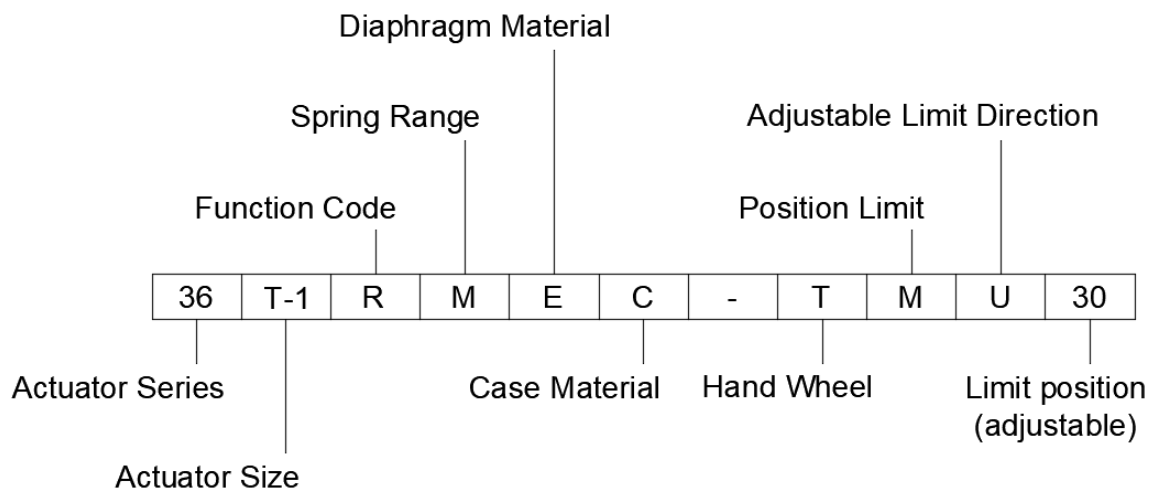 Diaphragm Material
Spring Range
Adjustable Limit Direction
Function Code
Position Limit
36 T-1 R M E C - T M U 30
Actuator Series
Case Material
Hand Wheel
Limit position
(adjustable)
Actuator Size